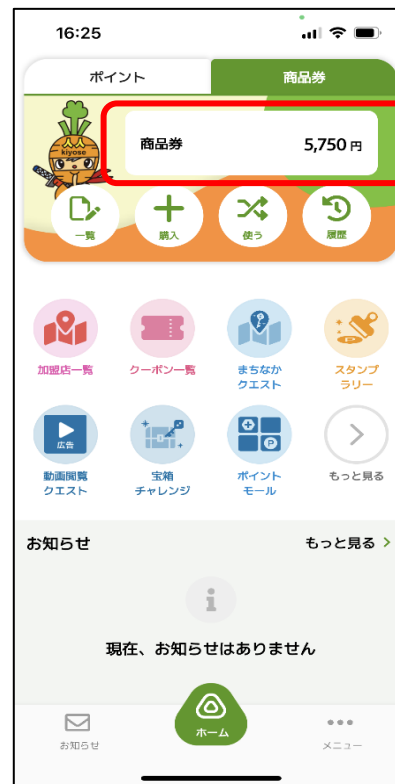 16:25
ポイント
商品券
kiyose
商品券 5,750 円
一覧
購入
使う
履歴
加盟店一覧
クーポン一覧
まちなか
クエスト
スタンプ
ラリー
広告
P
動画閲覧
クエスト
宝箱
チャレンジ
ポイント
モール
もっと見る
お知らせ
もっと見る
現在、お知らせはありません
お知らせ
ホーム
メニュー